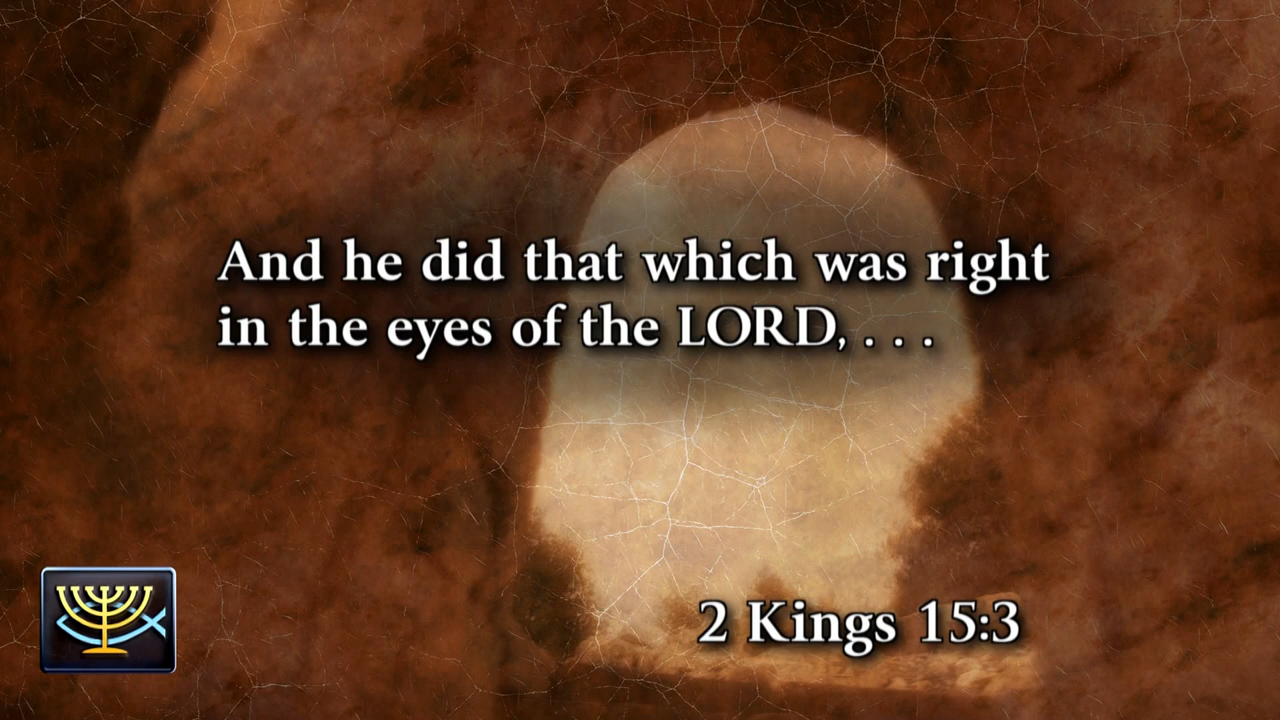 And he did that which was right
in the eyes of the LORD, . . .
2 Kings 15:3